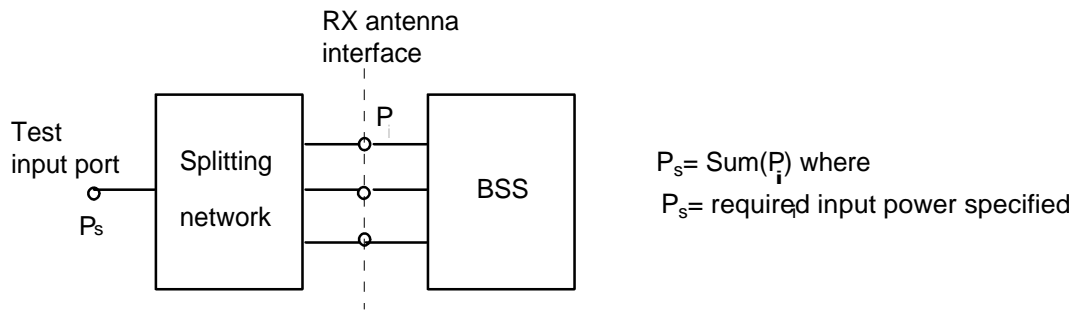 RX antenna
interface
Pi
Test
input port
Ps
Splitting
network
BSS
Ps= Sum(Pi) where
Ps= required input power specified